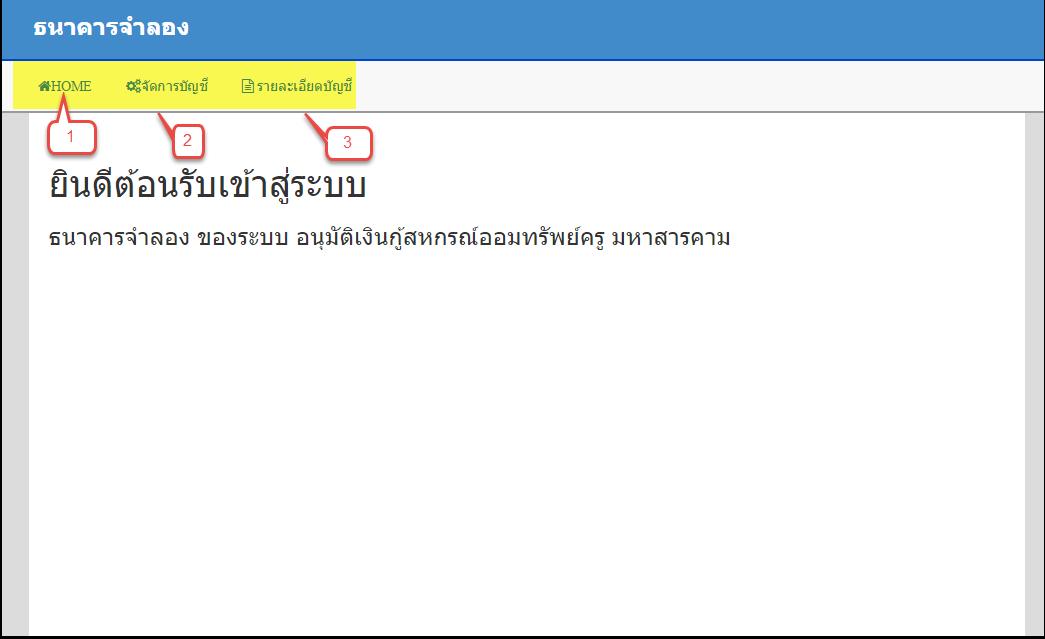 ธนาคารจำลอง
HOME จัดการบัญชี รายละเอียดบัญชี
1 2 3
ยินดีต้อนรับเข้าสู่ระบบ
ธนาคารจำลอง ของระบบ อนุมัติเงินกู้สหกรณ์ออมทรัพย์ครู มหาสารคาม